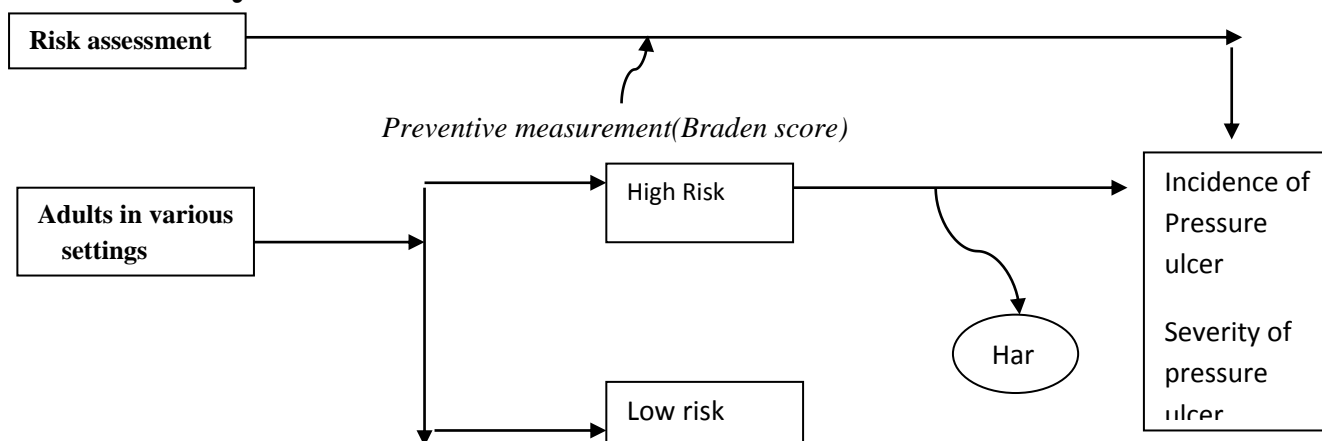 Risk assessment
Preventive measurement(Braden score)
High Risk
Adults in various
settings
Incidence of
Pressure
ulcer
Severity of
pressure
ulcer
Har
Low risk